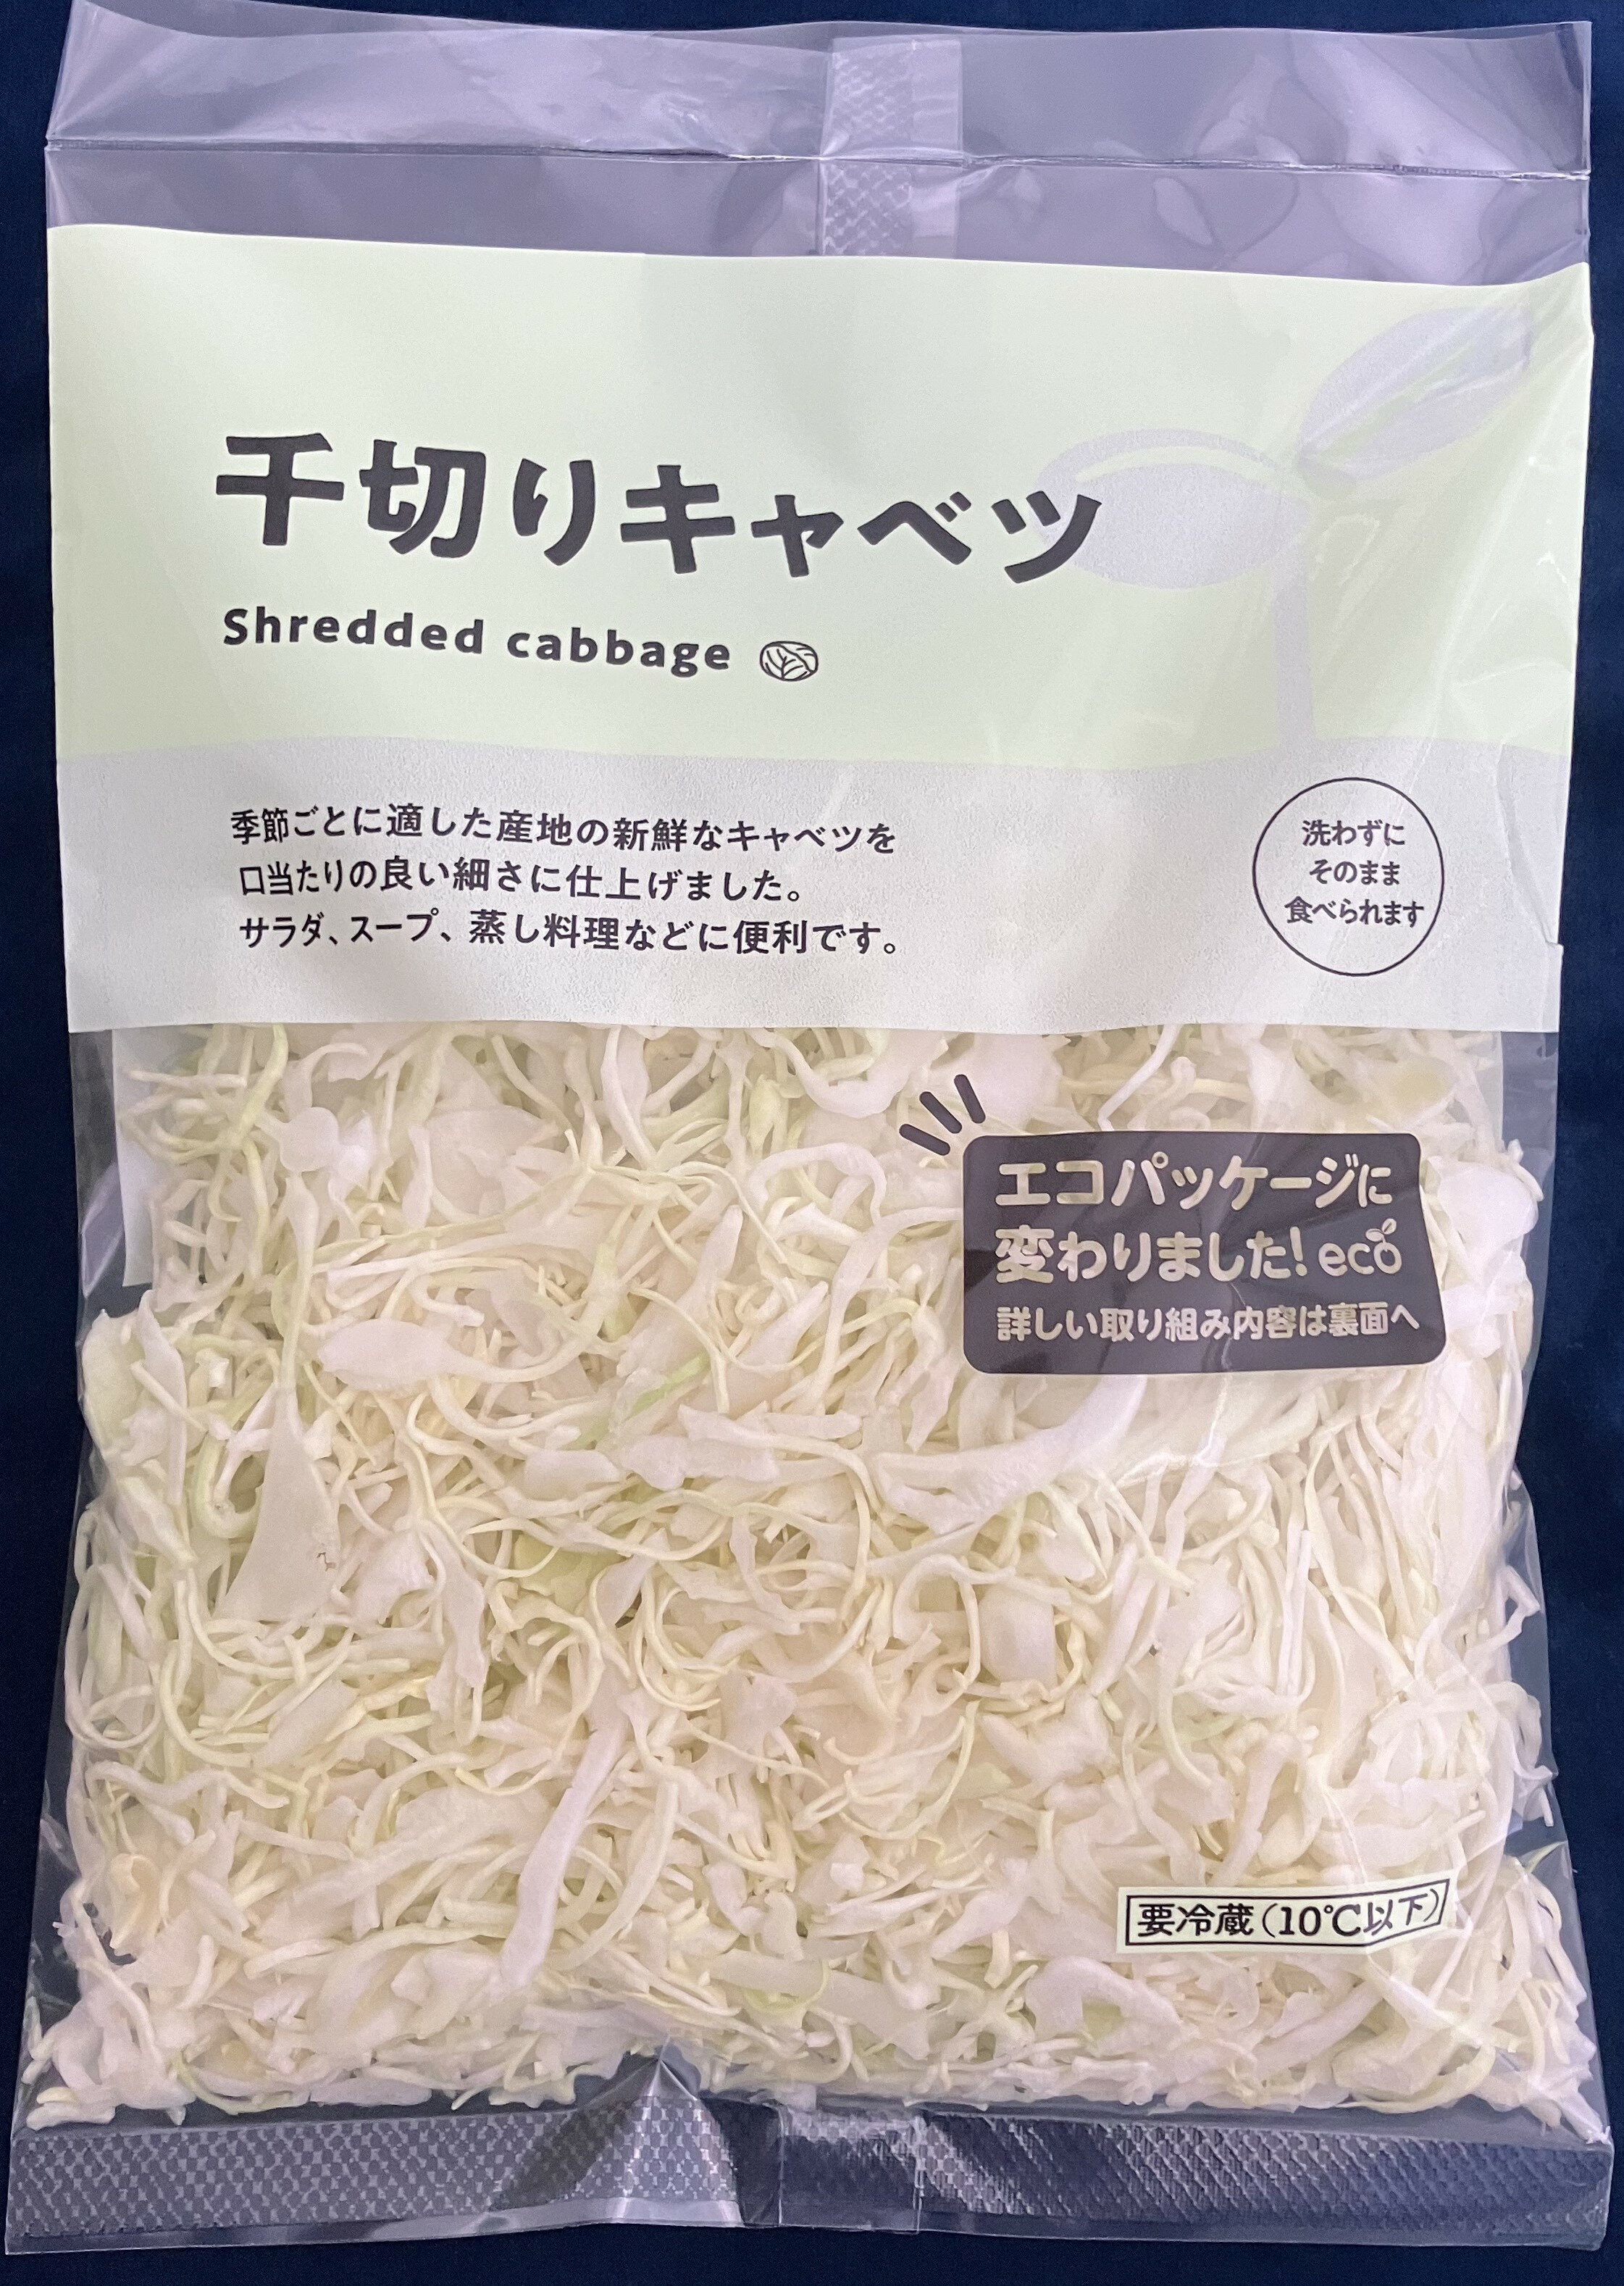 千切りキャベツ
Shredded cabbage
季節ごとに適した産地の新鮮なキャベツを
口当たりの良い細さに仕上げました。
サラダ、スープ、蒸し料理などに便利です。
洗わずに
そのまま
食べられます
エコパッケージに
変わりました! eco
詳しい取り組み内容は裏面へ
要冷蔵(10℃以下)